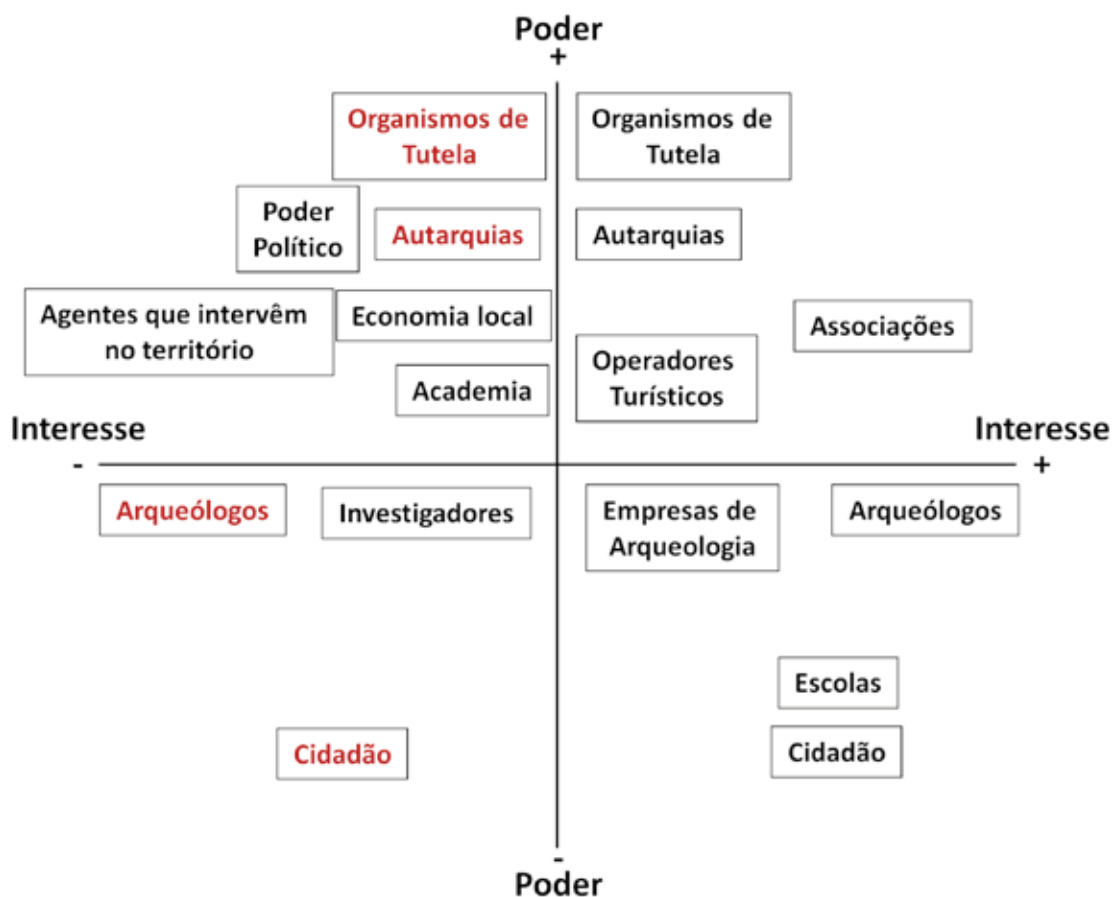 Poder
+
Organismos de
Tutela
Organismos de
Tutela
Poder
Político
Autarquias
Autarquias
Agentes que intervêm
no território
Economia local
Associações
Operadores
Turísticos
Academia
Interesse
-
Interesse
+
Arqueólogos
Investigadores
Empresas de
Arqueologia
Arqueólogos
Escolas
Cidadão
Cidadão
-
Poder